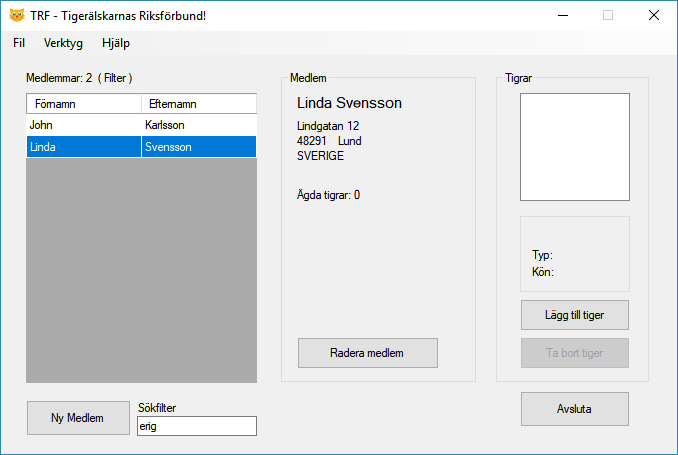 TRF - Tigerälskarnas Riksförbund!
Fil Verktyg Hjälp
Medlemmar: 2 ( Filter )
Förnamn Efternamn
John Karlsson
Linda Svensson
Ny Medlem
Sökfilter
erig
Medlem
Linda Svensson
Lindgatan 12
48291 Lund
SVERIGE
Ägda tigrar: 0
Radera medlem
Tigrar
Typ:
Kön:
Lägg till tiger
Ta bort tiger
Avsluta